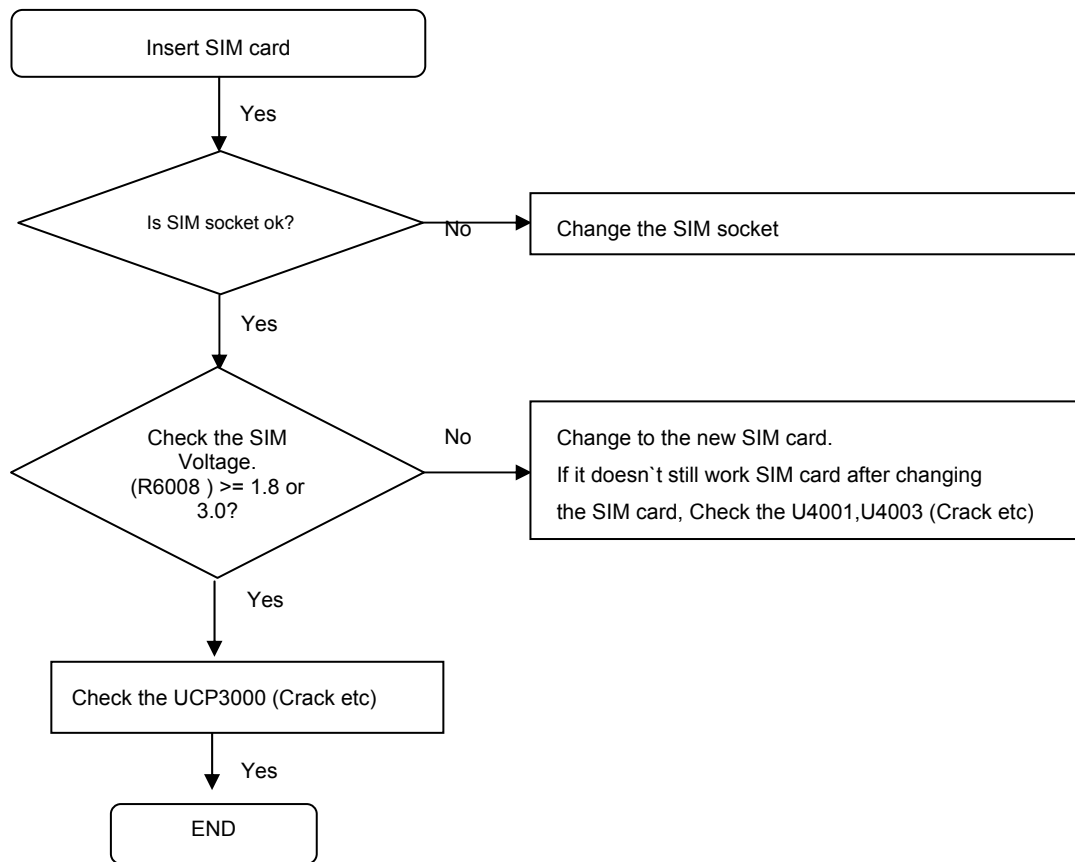 Insert SIM card
Yes
Is SIM socket ok?
No
Change the SIM socket
Yes
Check the SIM
Voltage.
(R6008 ) >= 1.8 or
3.0?
No
Change to the new SIM card.
If it doesn`t still work SIM card after changing
the SIM card, Check the U4001,U4003 (Crack etc)
Yes
Check the UCP3000 (Crack etc)
Yes
END